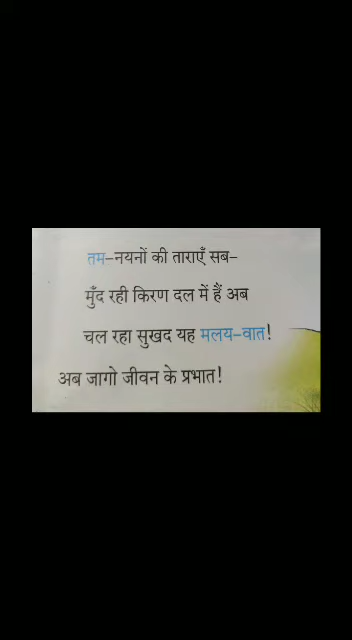 तम-नयनों की ताराएँ सब-
मुँद रही किरण दल में हैं अब
चल रहा सुखद यह मलय-वात!
अब जागो जीवन के प्रभात!